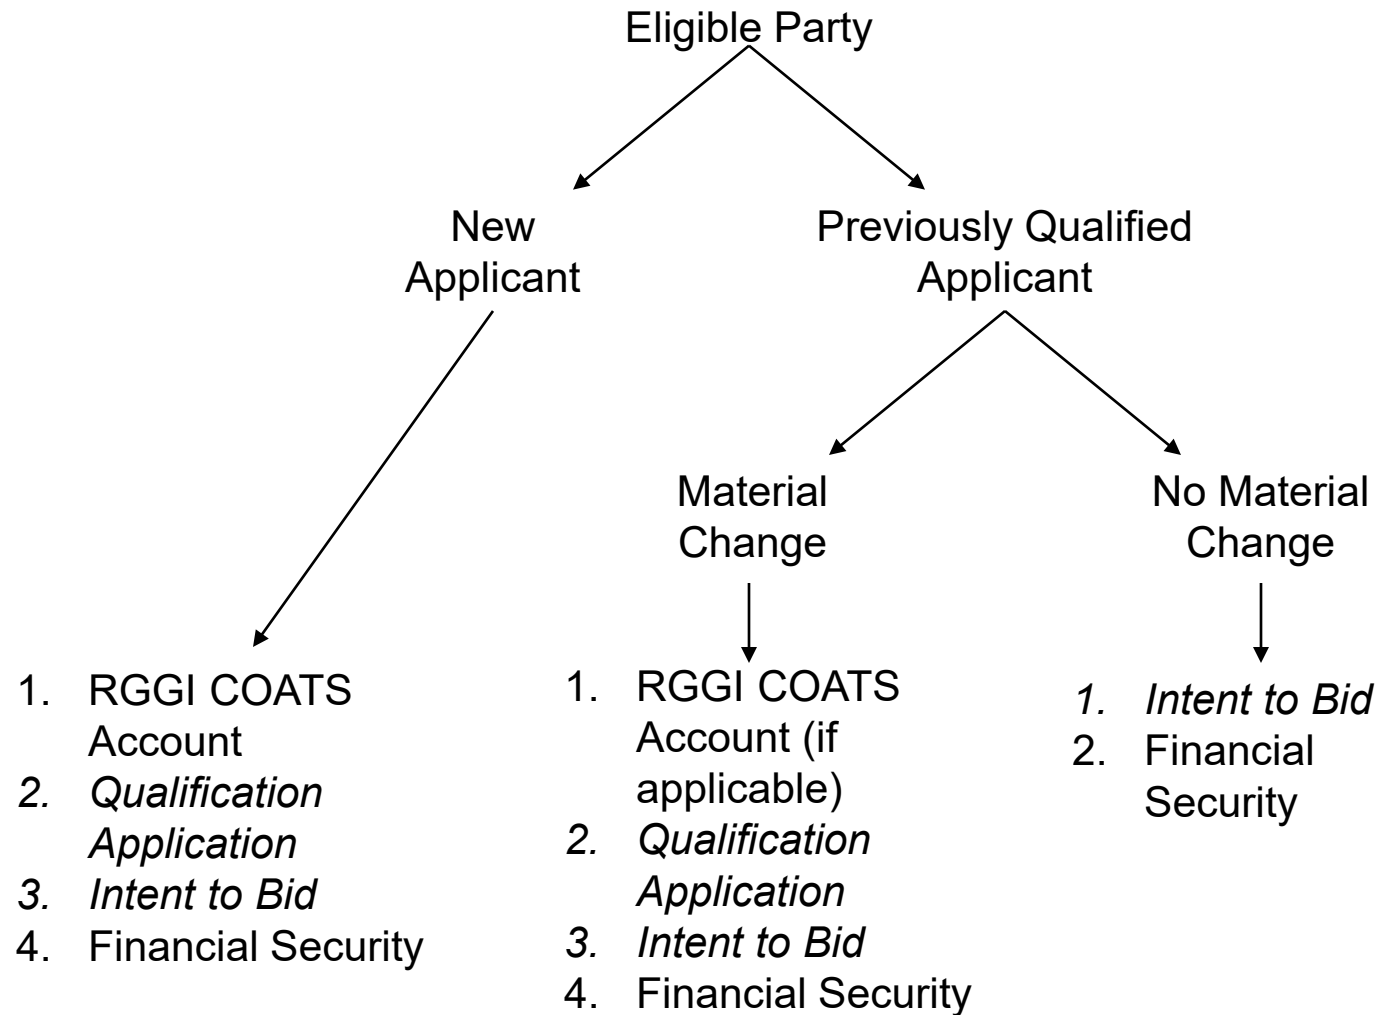 Eligible Party
New
Applicant
Previously Qualified
Applicant
Material
Change
No Material
Change
1. RGGI COATS
Account
2. Qualification
Application
3. Intent to Bid
4. Financial Security
1. RGGI COATS
Account (if
applicable)
2. Qualification
Application
3. Intent to Bid
4. Financial Security
1. Intent to Bid
2. Financial
Security